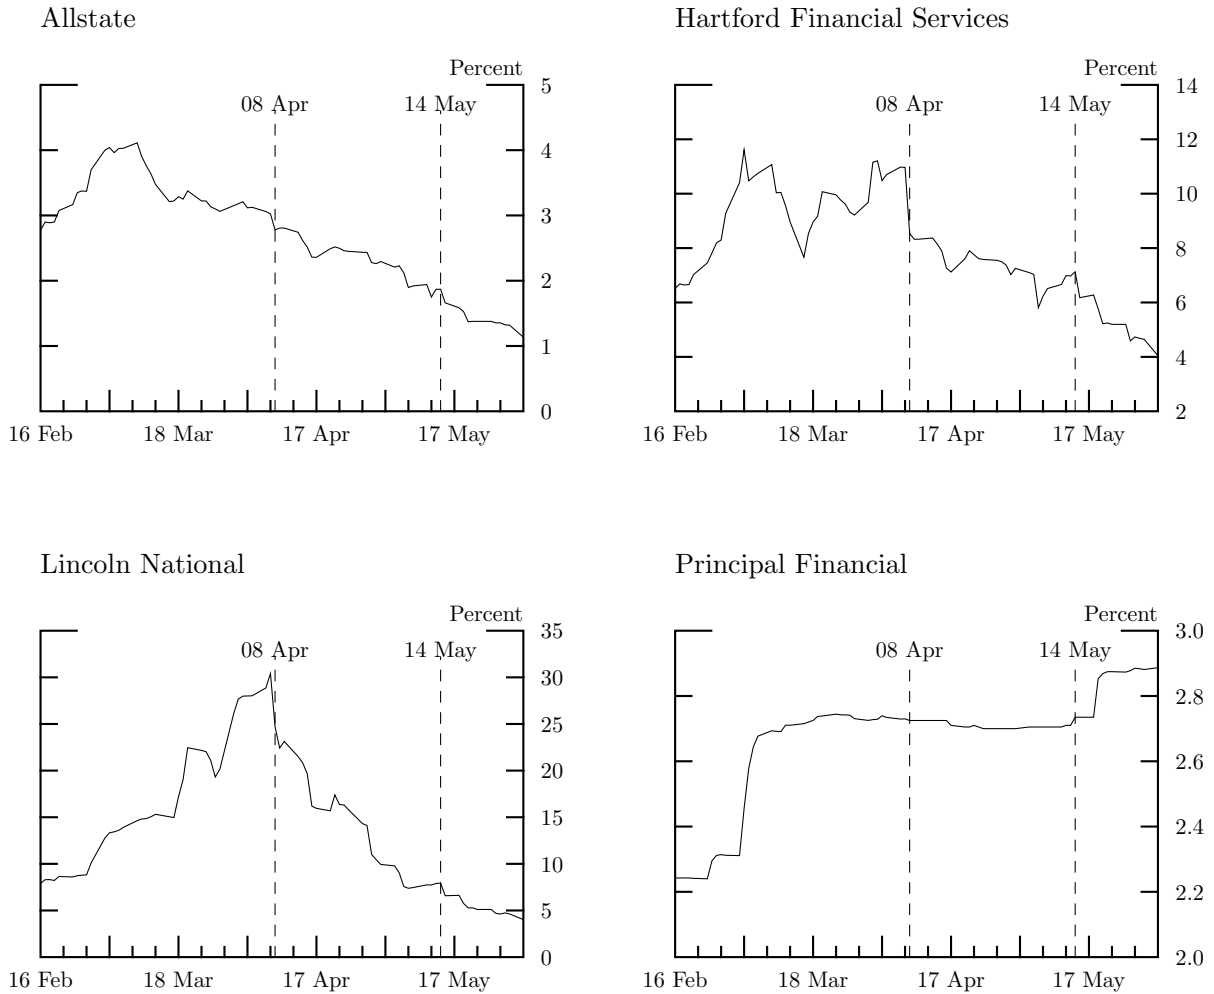 Allstate
Percent
08 Apr 14 May
5
4
3
2
1
0
16 Feb 18 Mar 17 Apr 17 May
Hartford Financial Services
Percent
08 Apr 14 May
14
12
10
8
6
4
2
16 Feb 18 Mar 17 Apr 17 May
Lincoln National
Percent
08 Apr 14 May
35
30
25
20
15
10
5
0
16 Feb 18 Mar 17 Apr 17 May
Principal Financial
Percent
08 Apr 14 May
3.0
2.8
2.6
2.4
2.2
2.0
16 Feb 18 Mar 17 Apr 17 May